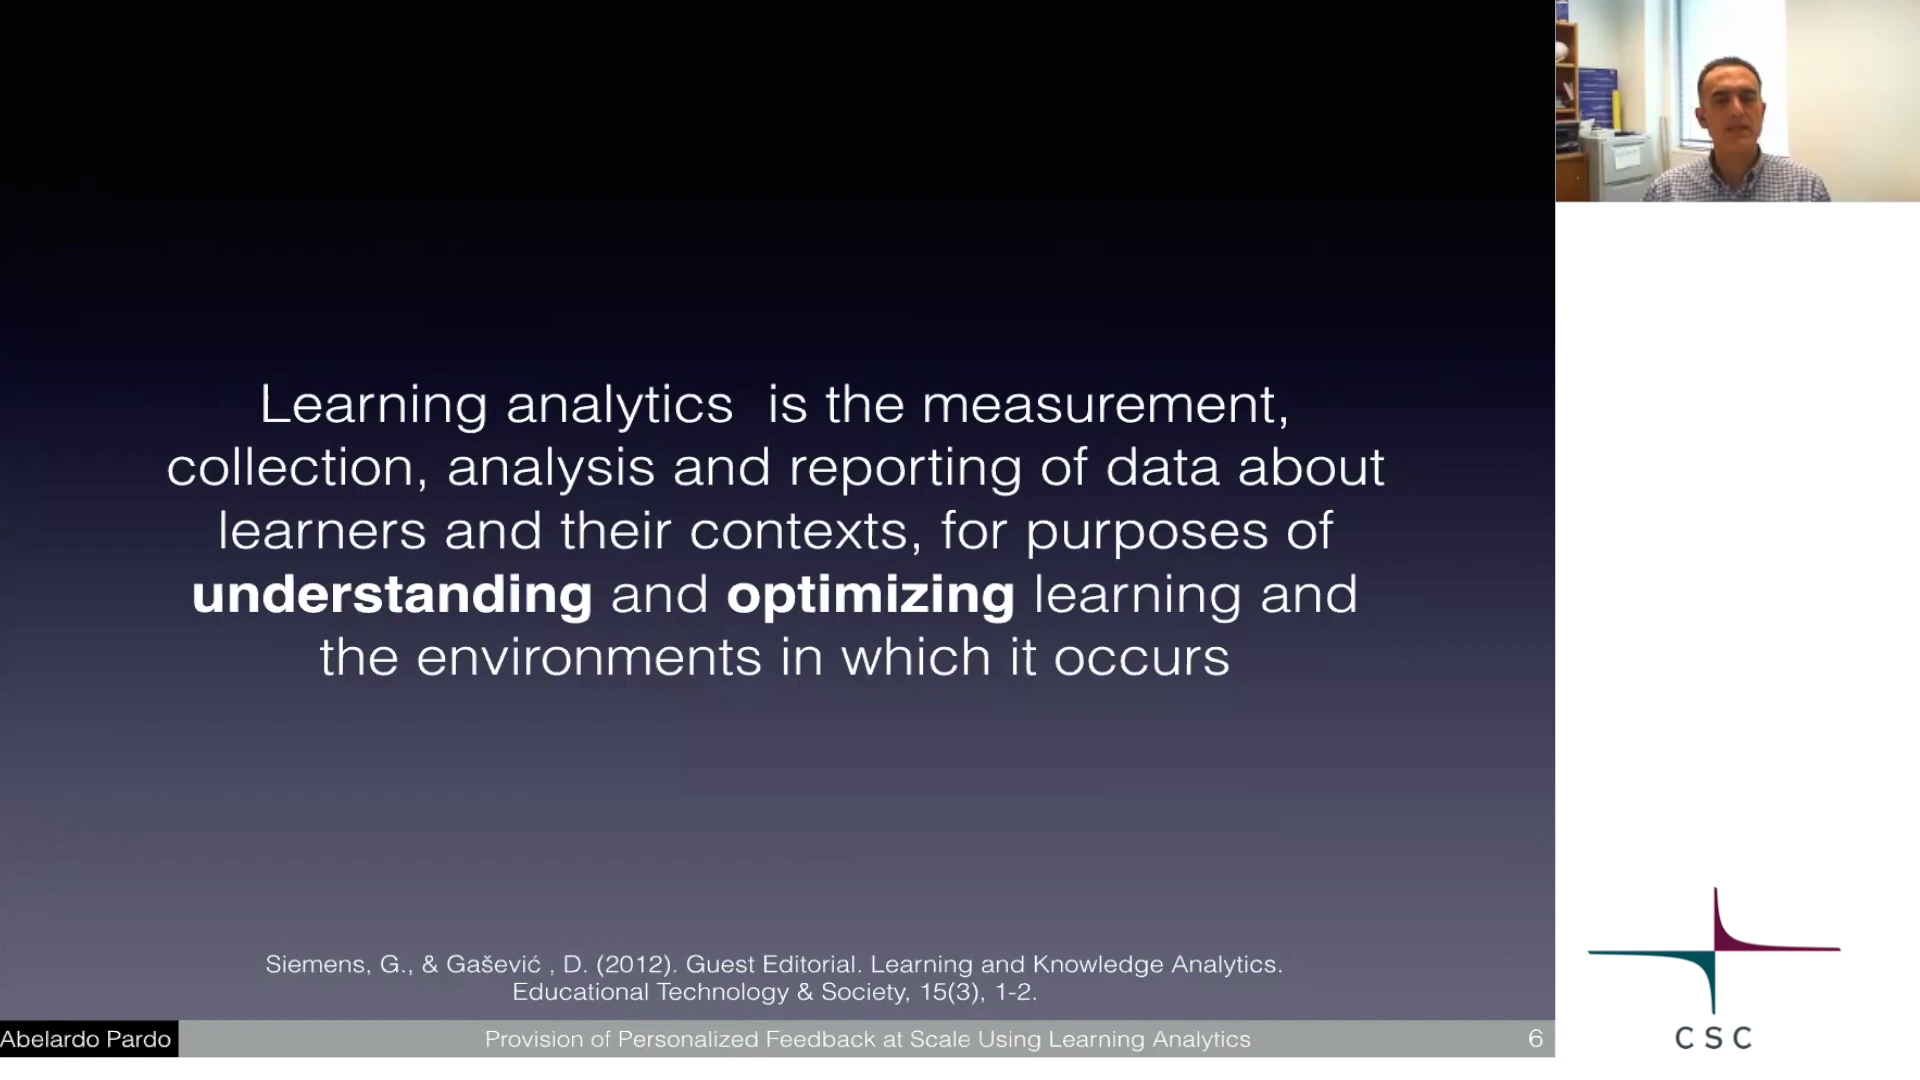 Learning analytics is the measurement,
collection, analysis and reporting of data about
learners and their contexts, for purposes of
understanding and optimizing learning and
the environments in which it occurs
Siemens, G., & Gašević , D. (2012). Guest Editorial. Learning and Knowledge Analytics.
Educational Technology & Society, 15(3), 1-2.
Abelardo Pardo
Provision of Personalized Feedback at Scale Using Learning Analytics
6
CSC